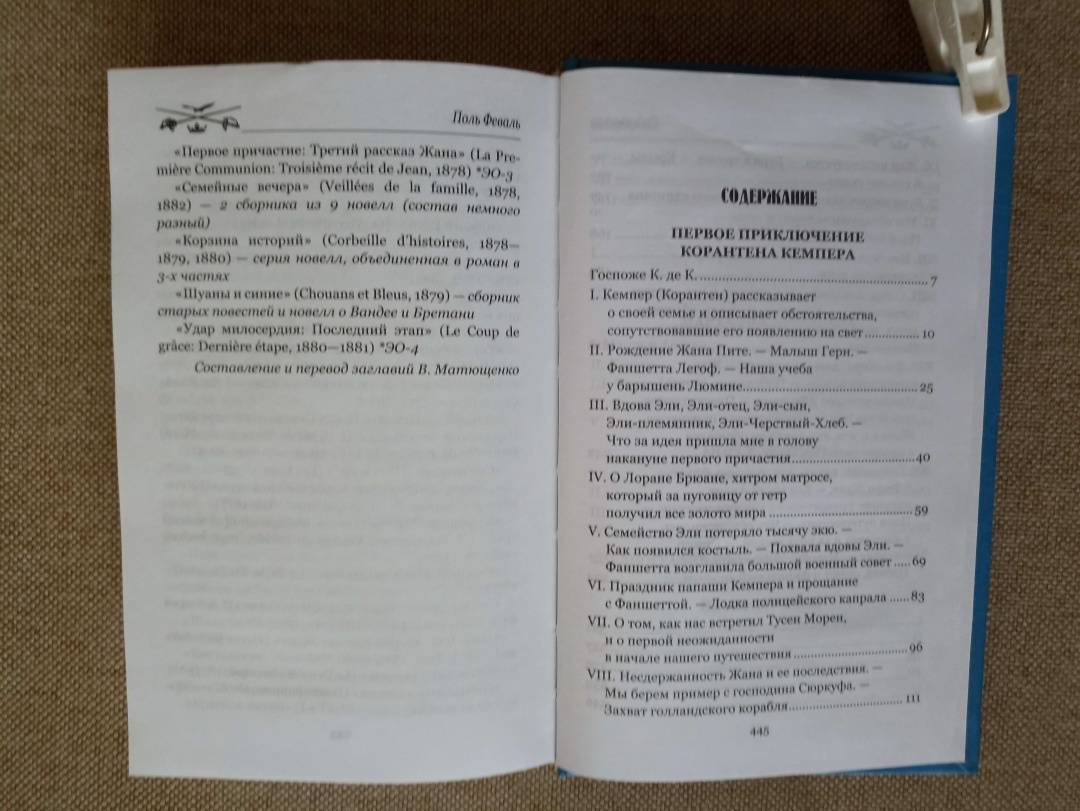 Поль Феваль
«Первое причастие: Третий рассказ Жана» (La Pre-
mière Communion: Troisième récit de Jean, 1878) *ЭО-3
«Семейные вечера» (Veillées de la famille, 1878,
1882) — 2 сборника из 9 новелл (состав немного
разный)
«Корзина историй» (Corbeille d'histoires, 1878—
1879, 1880) — серия новелл, объединенная в роман в
3-х частях
«Шуаны и синие» (Chouans et Bleus, 1879) — сборник
старых повестей и новелл о Вандее и Бретани
«Удар милосердия: Последний этап» (Le Coup de
grâce: Dernière étape, 1880—1881) *ЭО-4
Составление и перевод заглавий В. Матющенко
СОДЕРЖАНИЕ
ПЕРВОЕ ПРИКЛЮЧЕНИЕ
КОРАНТЕНА КЕМПЕРА
Госпоже К. де К. ........ 7
I. Кемпер (Корантен) рассказывает
о своей семье и описывает обстоятельства,
сопутствовавшие его появлению на свет ........ 10
II. Рождение Жана Пите. — Малыш Герн. —
Фаншетта Легоф. — Наша учеба
у барышень Люмине ........ 25
III. Вдова Эли, Эли-отец, Эли-сын,
Эли-племянник, Эли-Черствый-Хлеб. —
Что за идея пришла мне в голову
накануне первого причастия ........ 40
IV. О Лоране Брюане, хитром матросе,
который за пуговицу от гетр
получил все золото мира ........ 59
V. Семейство Эли потеряло тысячу экю. —
Как появился костыль. — Похвала вдовы Эли. —
Фаншетта возглавила большой военный совет ..... 69
VI. Праздник папаши Кемпера и прощание
с Фаншеттой. — Лодка полицейского капрала ...... 83
VII. О том, как нас встретил Тусен Морен,
и о первой неожиданности
в начале нашего путешествия ........ 96
VIII. Несдержанность Жана и ее последствия. —
Мы берем пример с господина Сюркуфа. —
Захват голландского корабля ........ 111
445